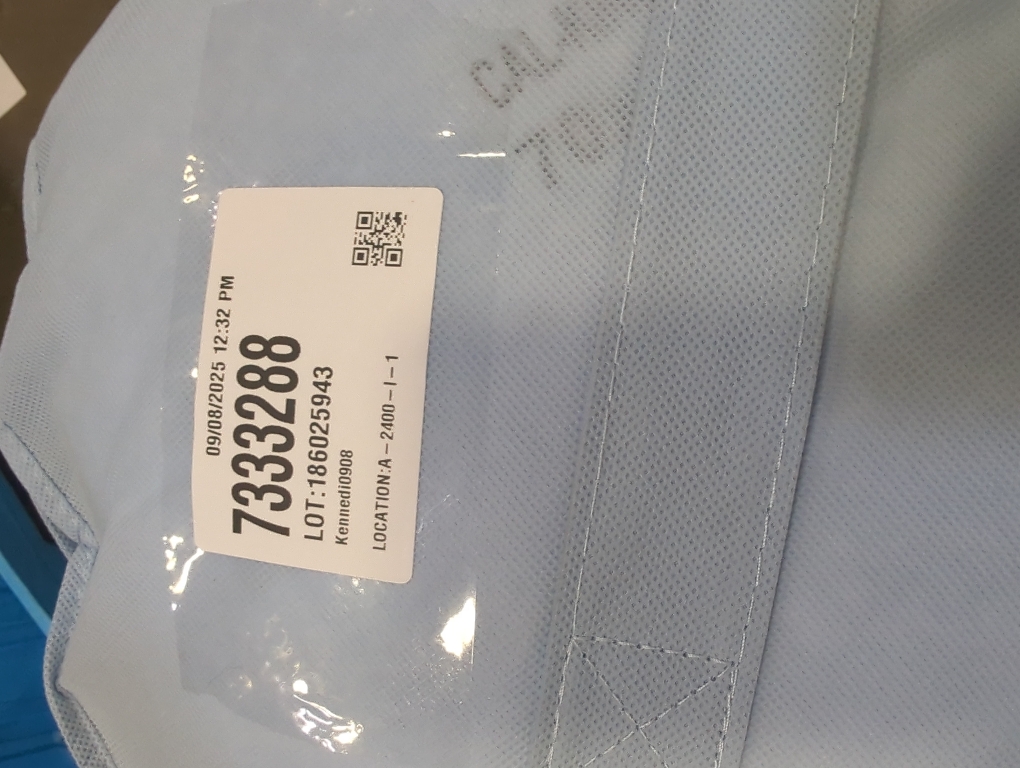 09/08/2025 12:32 PM
7333288
LOT:186025943
Kennedi0908
LOCATION:A-2400-I-1